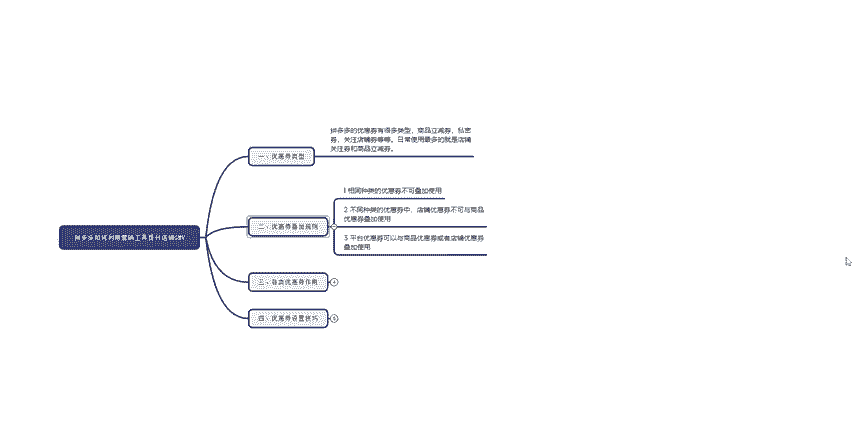 拼多多如何利用营销工具提升店铺GMV
一、优惠券类型
拼多多的优惠券有很多类型，商品立减券，私密
券，关注店铺券等等。日常使用最多的就是店铺
关注券和商品立减券。
二、优惠券叠加规则
1 相同种类的优惠券不可叠加使用
2 不同种类的优惠券中，店铺优惠券不可与商品
优惠券叠加使用
3 平台优惠券可以与商品优惠券或者店铺优惠券
叠加使用
三、各类优惠券作用
四、优惠券设置技巧